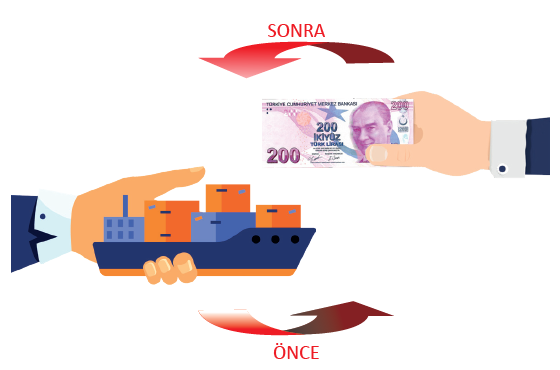 SONRA
TÜRKİYE CUMHURİYET MERKEZ BANKASI
200
200
İKİYÜZ
TÜRK LİRASI
200
ÖNCE